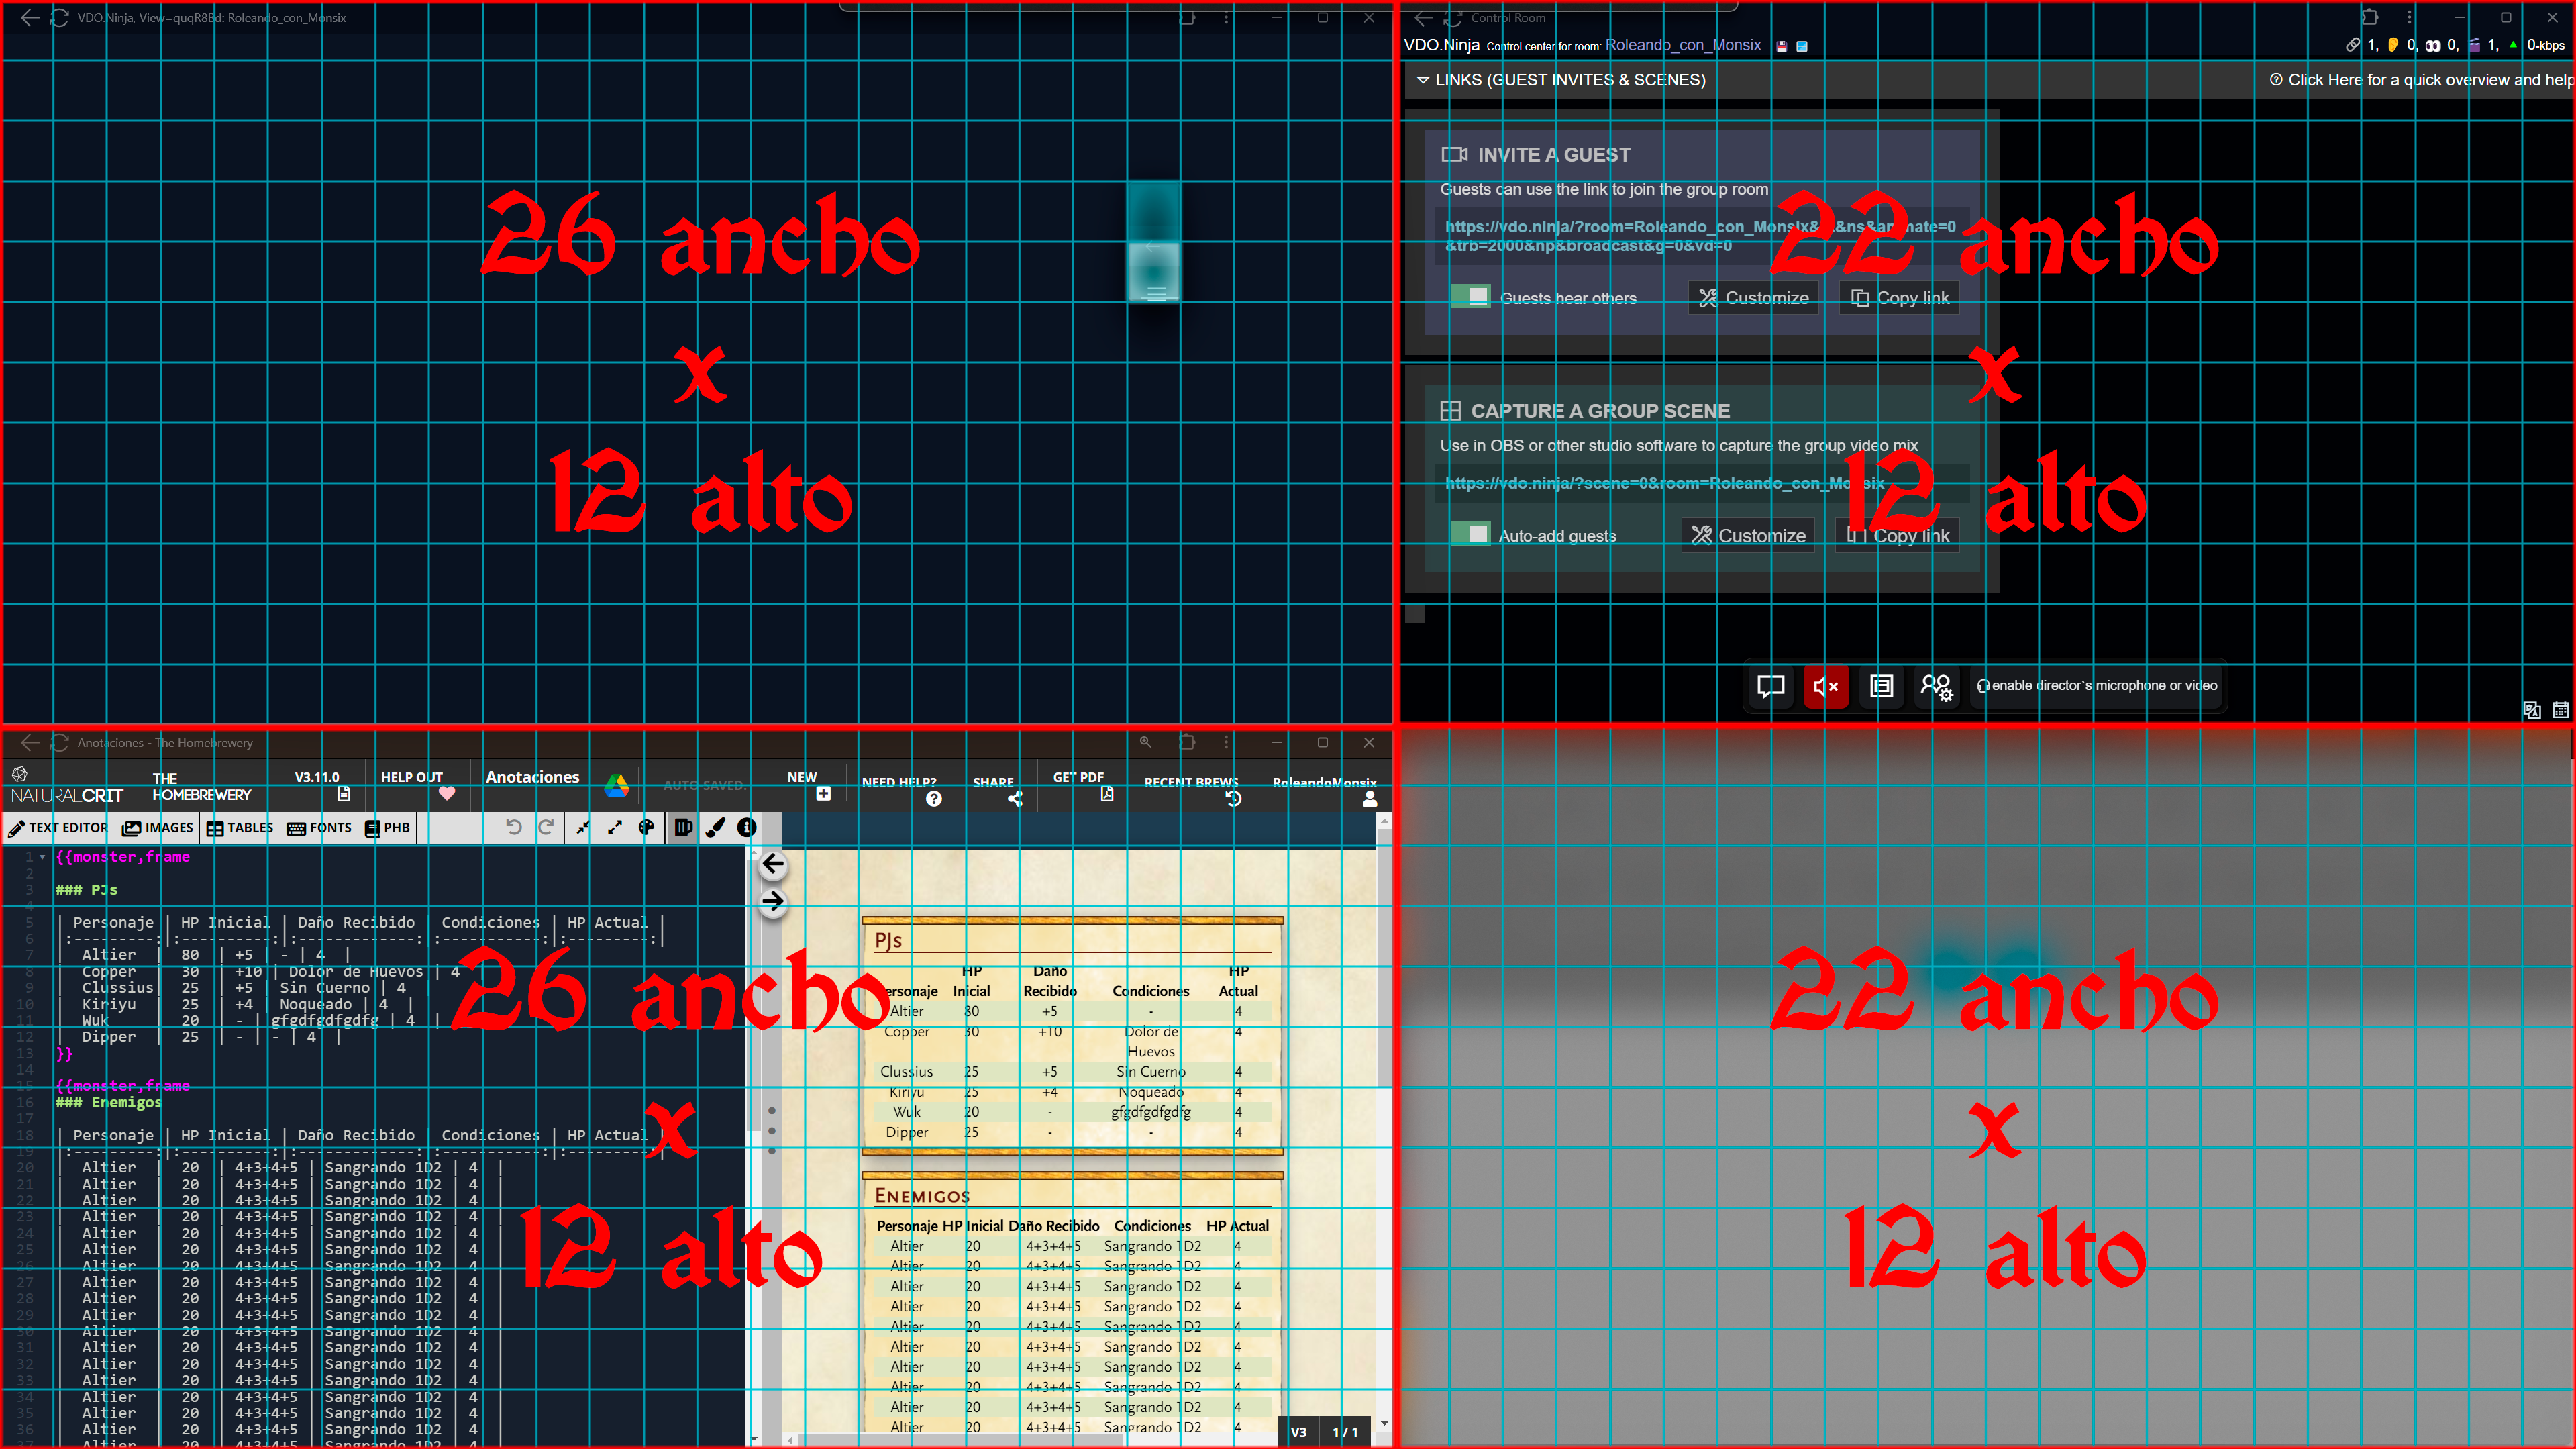 VDO.Ninja, View=quqR8Bd: Roleando_con_Monsix
26 ancho
x
12 alto
Control Room
VDO.Ninja Control center for room: Roleando_con_Monsix
1, 0, 0, 1, 0-kbps
LINKS (GUEST INVITES & SCENES)
Click Here for a quick overview and help
INVITE A GUEST
Guests can use the link to join the group room
https://vdo.ninja/?room=Roleando_con_Monsix&
&ns&animate=0
&trb=2000&np&broadcast&g=0&vd=0
Guests hear others
Customize
Copy link
CAPTURE A GROUP SCENE
Use in OBS or other studio software to capture the group video mix
https://vdo.ninja/?scene=0&room=Roleando_con_Monsix
Auto-add guests
Customize
Copy link
enable director`s microphone or video
22 ancho
x
12 alto
Anotaciones - The Homebrewery
NATURALCRIT
THE HOMEBREWERY
V3.11.0
HELP OUT
Anotaciones
AUTO-SAVED.
NEW
NEED HELP?
SHARE
GET PDF
RECENT BREWS
RoleandoMonsix
TEXT EDITOR
IMAGES
TABLES
FONTS
PHB
1 {{monster,frame
2
3 ### PJs
4
5 | Personaje | HP Inicial | Daño Recibido | Condiciones | HP Actual |
6 |:---------:|:----------:|:-------------:|:-----------:|:---------:|
7 | Altier | 80 | +5 | - | 4 |
8 | Copper | 30 | +10 | Dolor de Huevos | 4
9 | Clussius| 25 | +5 | Sin Cuerno | 4
10 | Kiriyu | 25 | +4 | Noqueado | 4 |
11 | Wuk | 20 | - | gfgdfgdfgdfg | 4 |
12 | Dipper | 25 | - | - | 4 |
13 }}
14
15 {{monster,frame
16 ### Enemigos
17
18 | Personaje | HP Inicial | Daño Recibido | Condiciones | HP Actual |
19 |:---------:|:----------:|:-------------:|:-----------:|:---------:|
20 | Altier | 20 | 4+3+4+5 | Sangrando 1D2 | 4 |
21 | Altier | 20 | 4+3+4+5 | Sangrando 1D2 | 4 |
22 | Altier | 20 | 4+3+4+5 | Sangrando 1D2 | 4 |
23 | Altier | 20 | 4+3+4+5 | Sangrando 1D2 | 4 |
24 | Altier | 20 | 4+3+4+5 | Sangrando 1D2 | 4 |
25 | Altier | 20 | 4+3+4+5 | Sangrando 1D2 | 4 |
26 | Altier | 20 | 4+3+4+5 | Sangrando 1D2 | 4 |
27 | Altier | 20 | 4+3+4+5 | Sangrando 1D2 | 4 |
28 | Altier | 20 | 4+3+4+5 | Sangrando 1D2 | 4 |
29 | Altier | 20 | 4+3+4+5 | Sangrando 1D2 | 4 |
30 | Altier | 20 | 4+3+4+5 | Sangrando 1D2 | 4 |
31 | Altier | 20 | 4+3+4+5 | Sangrando 1D2 | 4 |
32 | Altier | 20 | 4+3+4+5 | Sangrando 1D2 | 4 |
33 | Altier | 20 | 4+3+4+5 | Sangrando 1D2 | 4 |
34 | Altier | 20 | 4+3+4+5 | Sangrando 1D2 | 4 |
35 | Altier | 20 | 4+3+4+5 | Sangrando 1D2 | 4 |
36 | Altier | 20 | 4+3+4+5 | Sangrando 1D2 | 4 |
37 | Altier | 20 | 4+3+4+5 | Sangrando 1D2 | 4 |
26 ancho
x
12 alto
PJs
HP Daño HP
ersonaje Inicial Recibido Condiciones Actual
Altier 80 +5 - 4
Copper 30 +10 Dolor de 4
Huevos
Clussius 25 +5 Sin Cuerno 4
Kiriyu 25 +4 Noqueado 4
Wuk 20 - gfgdfgdfgdfg 4
Dipper 25 - - 4
Enemigos
Personaje HP Inicial Daño Recibido Condiciones HP Actual
Altier 20 4+3+4+5 Sangrando 1D2 4
Altier 20 4+3+4+5 Sangrando 1D2 4
Altier 20 4+3+4+5 Sangrando 1D2 4
Altier 20 4+3+4+5 Sangrando 1D2 4
Altier 20 4+3+4+5 Sangrando 1D2 4
Altier 20 4+3+4+5 Sangrando 1D2 4
Altier 20 4+3+4+5 Sangrando 1D2 4
Altier 20 4+3+4+5 Sangrando 1D2 4
Altier 20 4+3+4+5 Sangrando 1D2 4
Altier 20 4+3+4+5 Sangrando 1D2 4
V3 1 / 1
22 ancho
x
12 alto